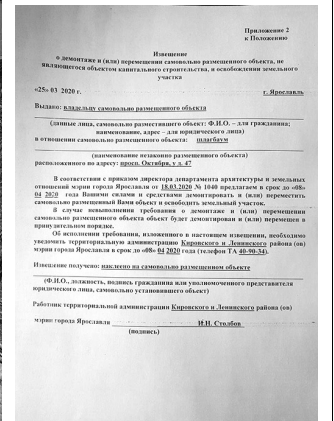 Приложение 2
к Положению
Извещение
о демонтаже и (или) перемещении самовольно размещенного объекта, не
являющегося объектом капитального строительства, и освобождении земельного
участка
«25» 03 2020 г. г. Ярославль
Выдано: владельцу самовольно размещенного объекта
(данные лица, самовольно разместившего объект: Ф.И.О. – для гражданина;
наименование, адрес – для юридического лица)
в отношении самовольно размещенного объекта: шлагбаум
(наименование незаконно размещенного объекта)
расположенного по адресу: просп. Октября, у д. 47
В соответствии с приказом директора департамента архитектуры и земельных
отношений мэрии города Ярославля от 18.03.2020 № 1040 предлагаем в срок до «08»
04 2020 года Вашими силами и средствами демонтировать и (или) переместить
самовольно размещенный Вами объект и освободить земельный участок.
В случае невыполнения требования о демонтаже и (или) перемещении
самовольно размещенного объекта объект будет демонтирован и (или) перемещен в
принудительном порядке.
Об исполнении требования, изложенного в настоящем извещении, необходимо
уведомить территориальную администрацию Кировского и Ленинского района (ов)
мэрии города Ярославля в срок до «08» 04 2020 года (телефон ТА 40-90-34).
Извещение получено: наклеено на самовольно размещенном объекте
(Ф.И.О., должность, подпись гражданина или уполномоченного представителя
юридического лица, самовольно установившего объект)
Работник территориальной администрации Кировского и Ленинского района (ов)
мэрии города Ярославля И.Н. Столбов
(подпись)